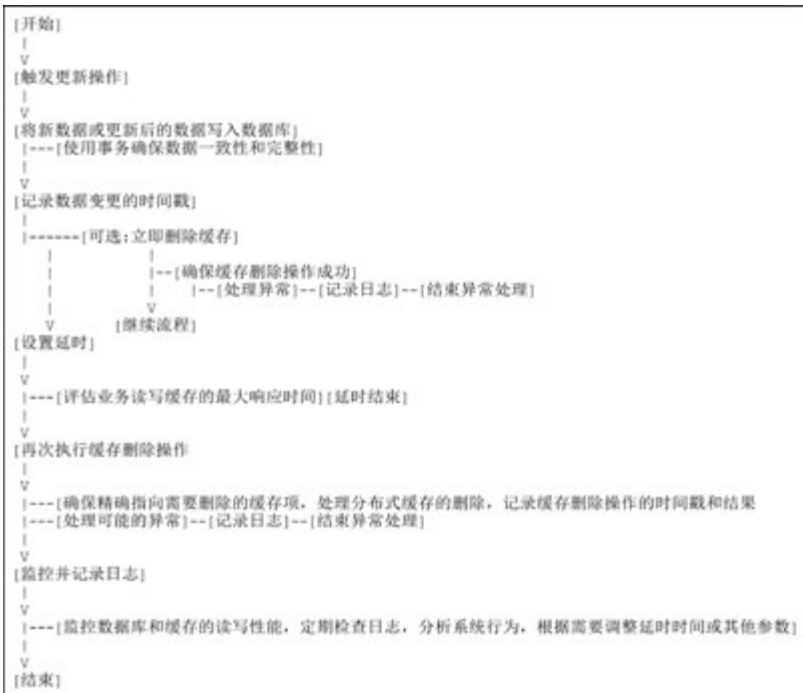 [开始]
|
V
[触发更新操作]
|
V
[将新数据或更新后的数据写入数据库]
|---[使用事务确保数据一致性和完整性]
|
V
[记录数据变更的时间戳]
|
|------[可选:立即删除缓存]
| |
| |--[确保缓存删除操作成功]
| | |--[处理异常]--[记录日志]--[结束异常处理]
| V
V [继续流程]
[设置延时]
|
V
|---[评估业务读写缓存的最大响应时间][延时结束]
|
V
[再次执行缓存删除操作
|
V
|---[确保精确指向需要删除的缓存项，处理分布式缓存的删除，记录缓存删除操作的时间戳和结果
|---[处理可能的异常]--[记录日志]--[结束异常处理]
|
V
[监控并记录日志]
|
V
|---[监控数据库和缓存的读写性能，定期检查日志，分析系统行为，根据需要调整延时时间或其他参数]
|
V
[结束]